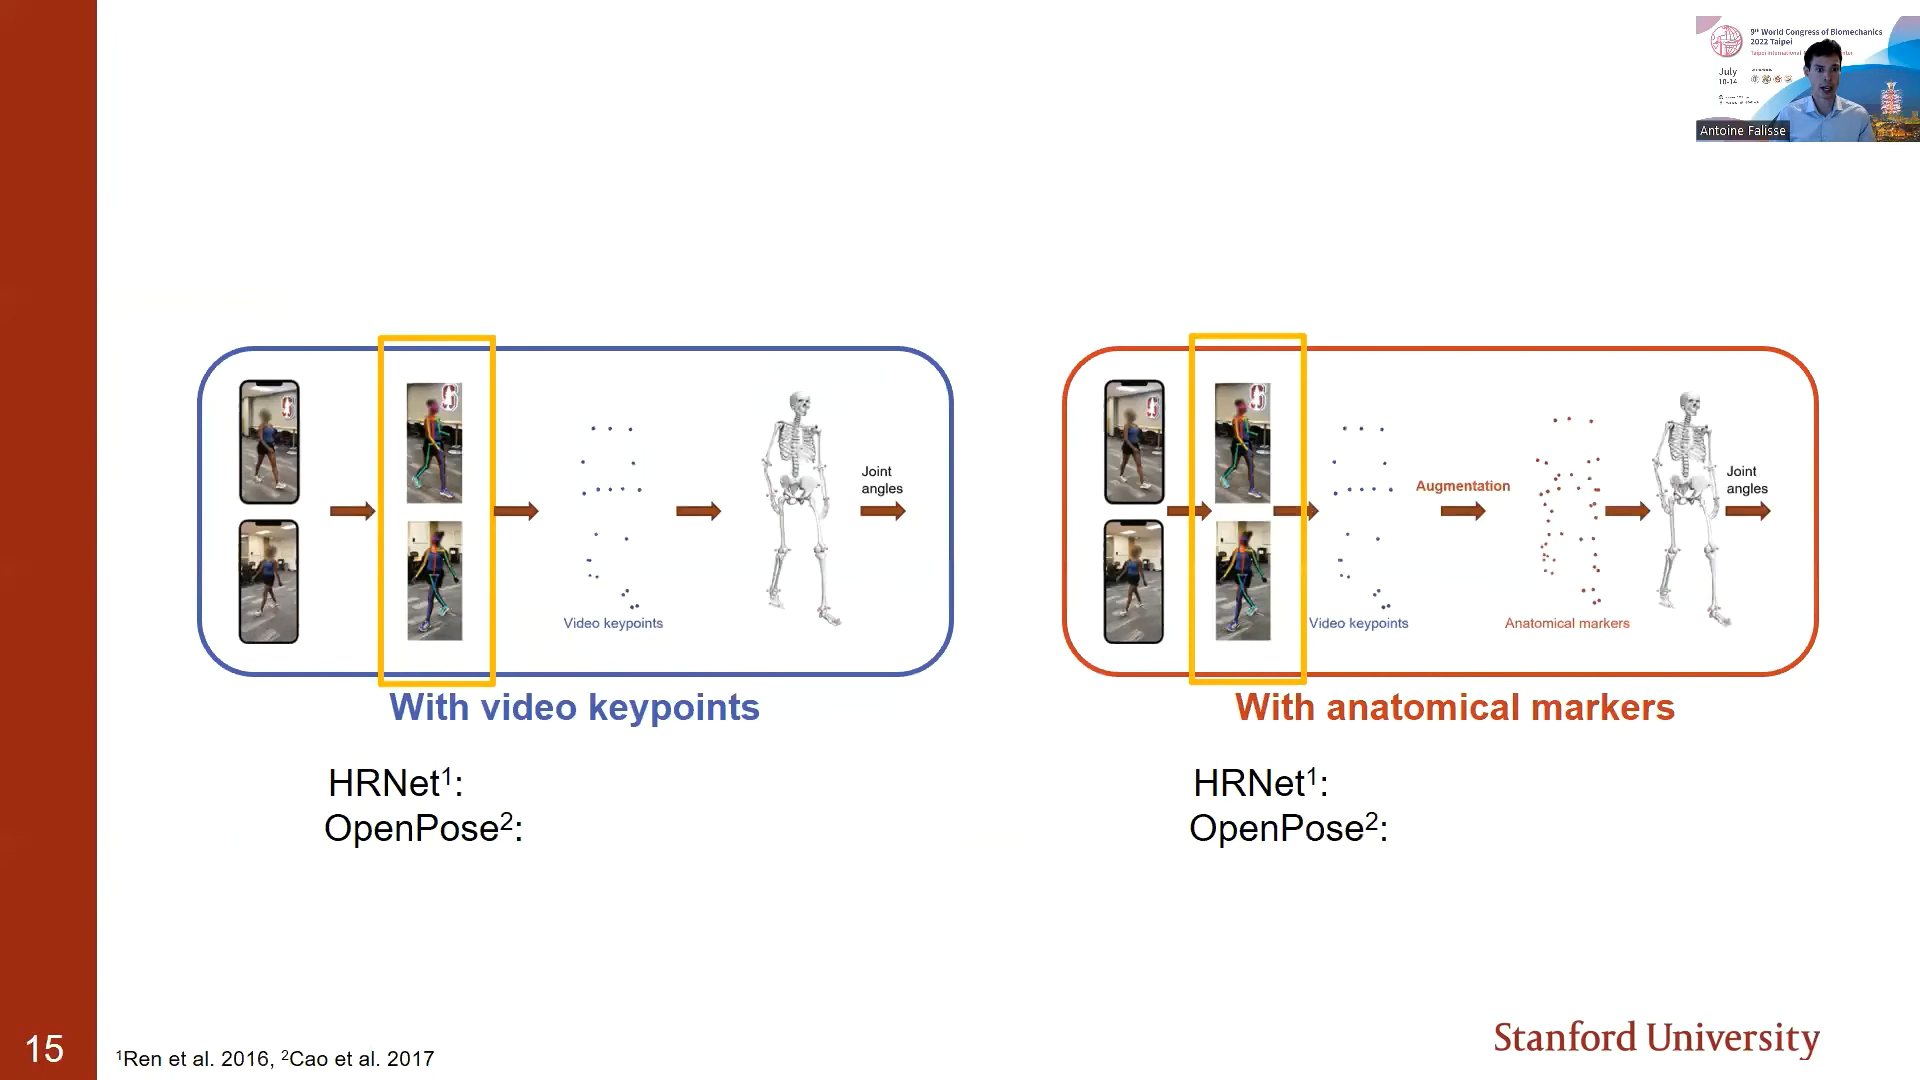 9th World Congress of Biomechanics
2022 Taipei
July
10-14
Antoine Falisse
Joint
angles
Video keypoints
With video keypoints
HRNet1:
OpenPose2:
Augmentation
Joint
angles
Video keypoints
Anatomical markers
With anatomical markers
HRNet1:
OpenPose2:
15
1Ren et al. 2016, 2Cao et al. 2017
Stanford University